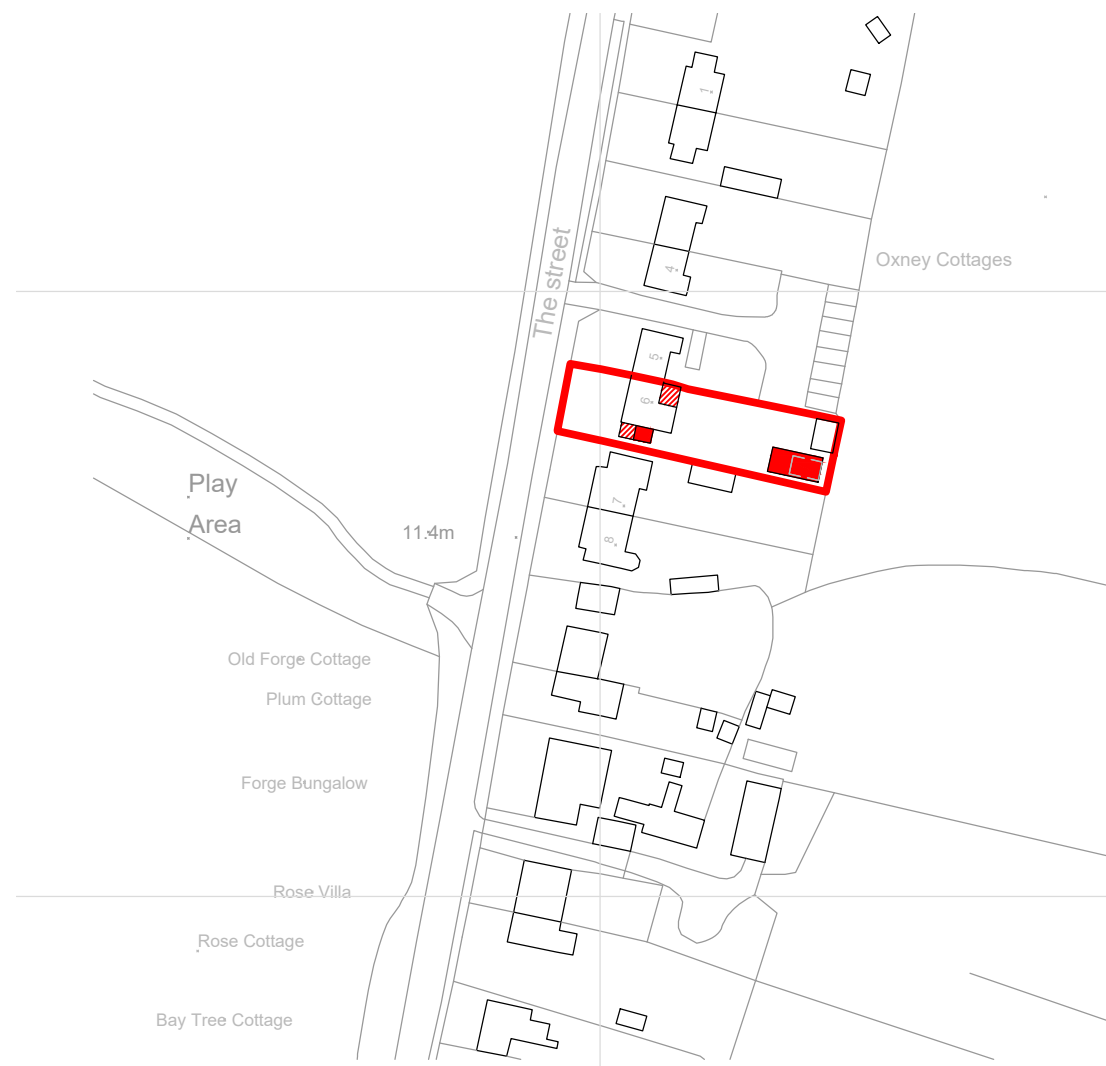 1
Oxney Cottages
4
The street
5
6
Play
Area
11.4m
7
8
Old Forge Cottage
Plum Cottage
Forge Bungalow
Rose Villa
Rose Cottage
Bay Tree Cottage